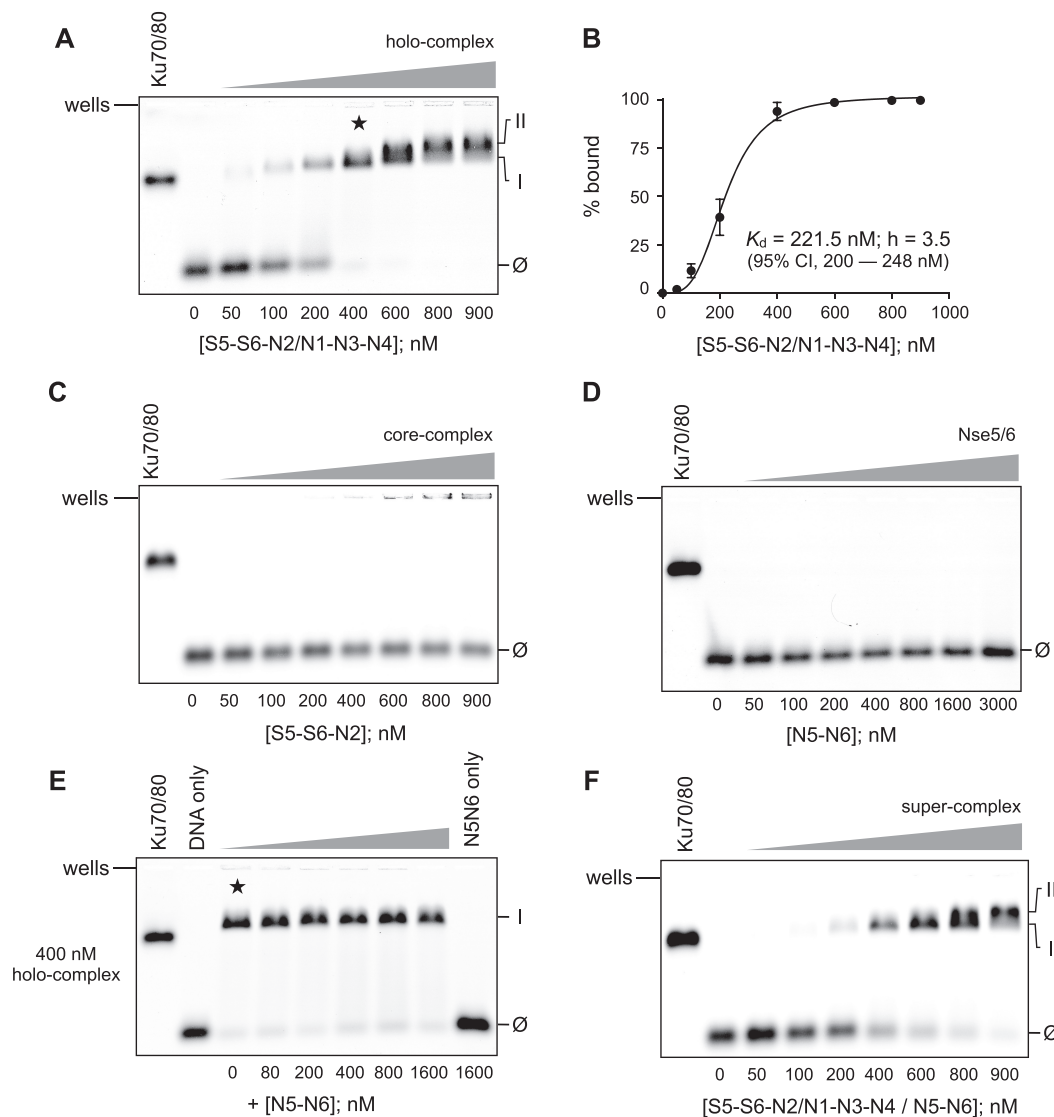 A
Ku70/80
holo-complex
wells
★
II
I
Ø
0 50 100 200 400 600 800 900
[S5-S6-N2/N1-N3-N4]; nM
B
% bound
100
75
50
25
0
Kd = 221.5 nM; h = 3.5
(95% CI, 200 — 248 nM)
0 200 400 600 800 1000
[S5-S6-N2/N1-N3-N4]; nM
C
Ku70/80
core-complex
wells
Ø
0 50 100 200 400 600 800 900
[S5-S6-N2]; nM
D
Ku70/80
Nse5/6
wells
Ø
0 50 100 200 400 800 1600 3000
[N5-N6]; nM
E
Ku70/80
DNA only
N5N6 only
wells
★
I
400 nM
holo-complex
Ø
0 80 200 400 800 1600 1600
+ [N5-N6]; nM
F
Ku70/80
super-complex
wells
II
I
Ø
0 50 100 200 400 600 800 900
[S5-S6-N2/N1-N3-N4 / N5-N6]; nM